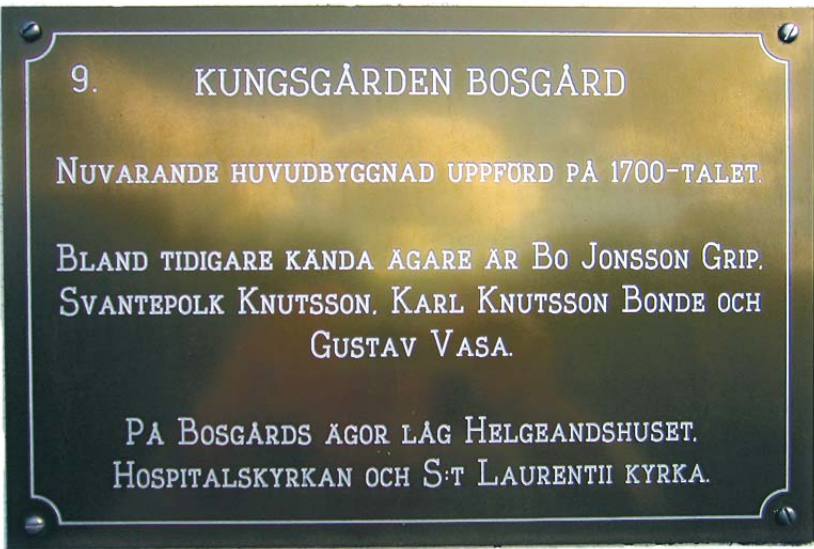 9. KUNGSGÅRDEN BOSGÅRD
NUVARANDE HUVUDBYGGNAD UPPFÖRD PÅ 1700-TALET.
BLAND TIDIGARE KÄNDA ÄGARE ÄR BO JONSSON GRIP,
SVANTEPOLK KNUTSSON, KARL KNUTSSON BONDE OCH
GUSTAV VASA.
PÅ BOSGÅRDS ÄGOR LÅG HELGEANDSHUSET,
HOSPITALSKYRKAN OCH S:T LAURENTII KYRKA.